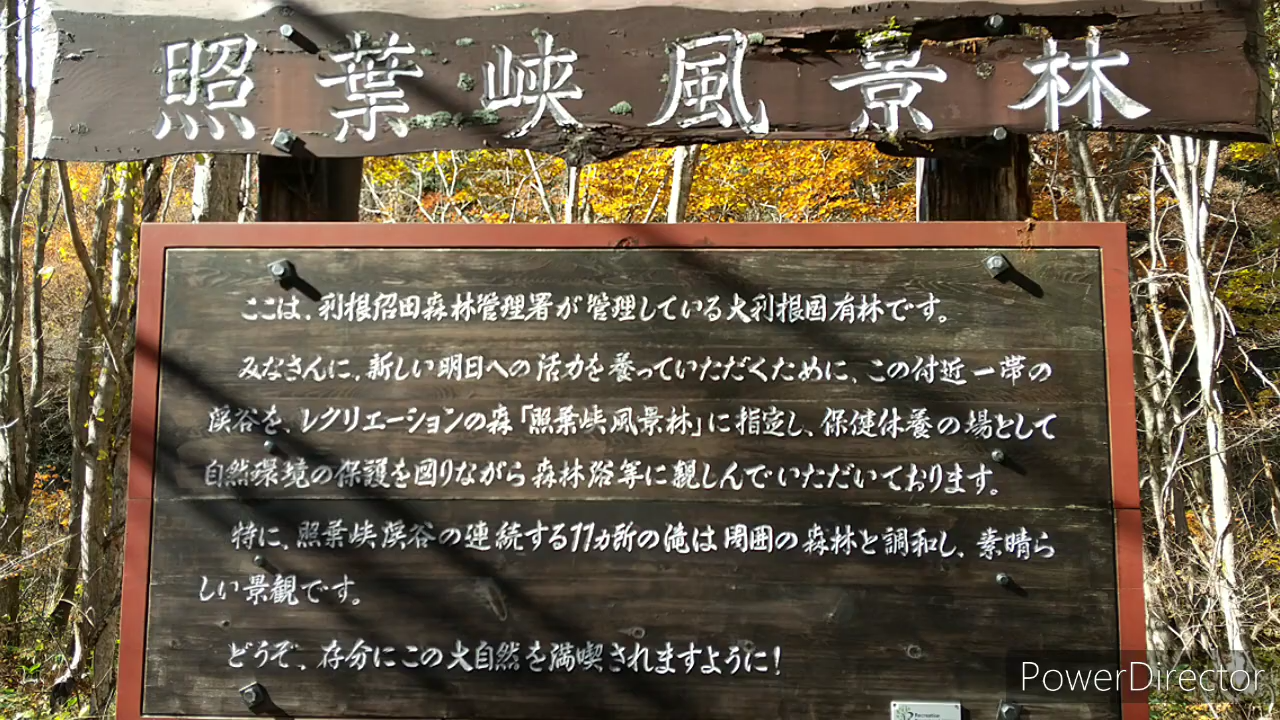 照葉峡風景林
ここは、利根沼田森林管理署が管理している大利根国有林です。
みなさんに、新しい明日への活力を養っていただくために、この付近一帯の
渓谷を、レクリエーションの森「照葉峡風景林」に指定し、保健休養の場として
自然環境の保護を図りながら森林浴等に親しんでいただいております。
特に、照葉峡渓谷の連続する11カ所の滝は周囲の森林と調和し、素晴ら
しい景観です。
どうぞ、存分にこの大自然を満喫されますように!
Recreation
PowerDirector